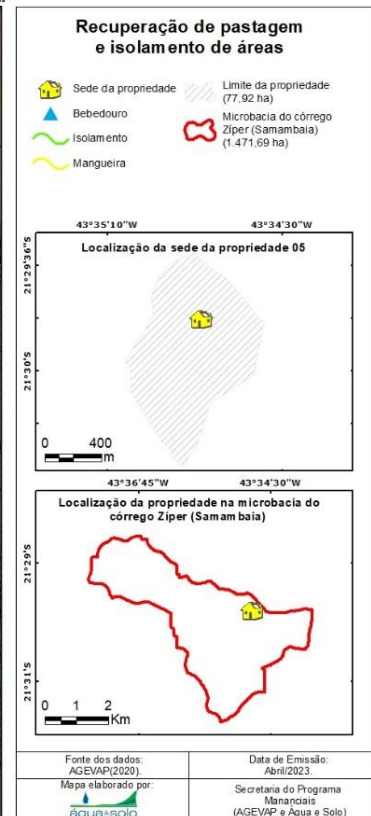 Recuperação de pastagem
e isolamento de áreas
Sede da propriedade
Bebedouro
Isolamento
Mangueira
Limite da propriedade
(77,92 ha)
Microbacia do córrego
Zíper (Samambaia)
(1.471,69 ha)
43°35'10"W 43°34'30"W
Localização da sede da propriedade 05
21°29'36"S
21°30'S
0 400
m
43°36'45"W 43°34'30"W
Localização da propriedade na microbacia do
córrego Zíper (Samambaia)
21°29'S
21°31'S
0 1 2
Km
Fonte dos dados:
AGEVAP(2020).
Data de Emissão:
Abril/2023.
Mapa elaborado por:
água e solo
Secretaria do Programa
Mananciais
(AGEVAP e Água e Solo)